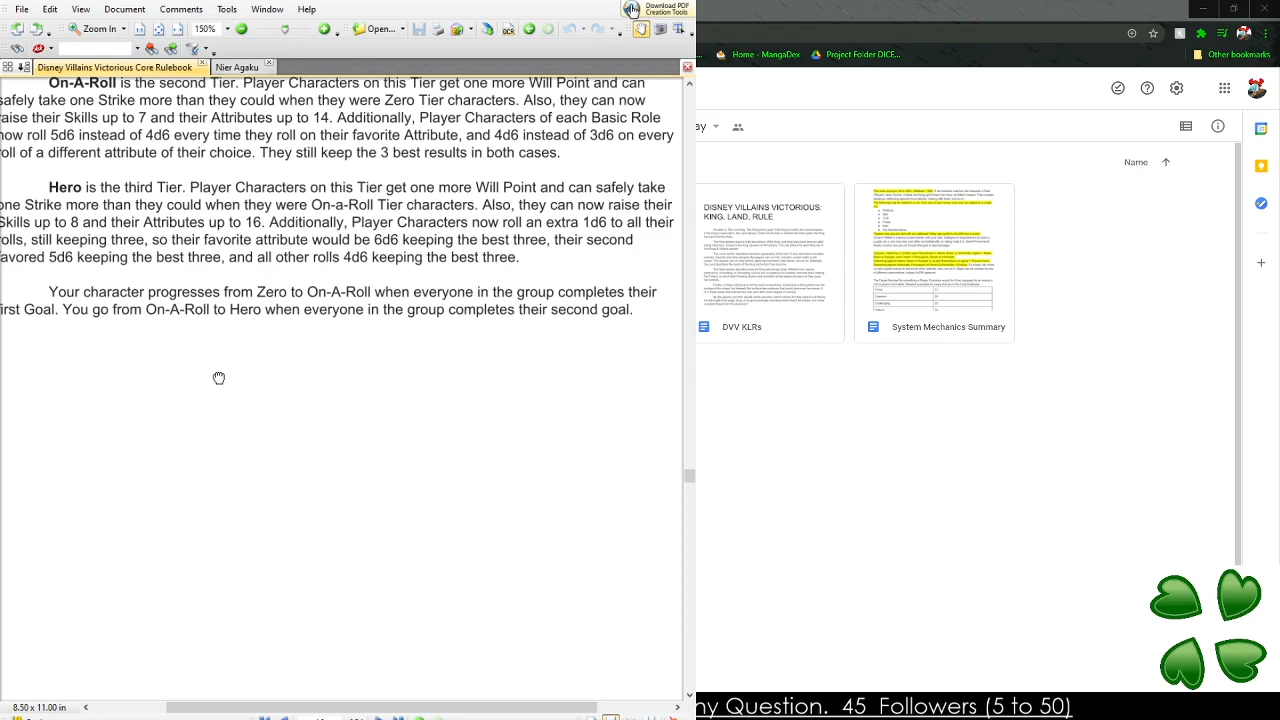 File Edit View Document Comments Tools Window Help
Download PDF
Creation Tools
Zoom In 150% Open...
OCR
Disney Villains Victorious Core Rulebook Nier Agaku
On-A-Roll is the second Tier. Player Characters on this Tier get one more Will Point and can
safely take one Strike more than they could when they were Zero Tier characters. Also, they can now
raise their Skills up to 7 and their Attributes up to 14. Additionally, Player Characters of each Basic Role
now roll 5d6 instead of 4d6 every time they roll on their favorite Attribute, and 4d6 instead of 3d6 on every
roll of a different attribute of their choice. They still keep the 3 best results in both cases.
Hero is the third Tier. Player Characters on this Tier get one more Will Point and can safely take
one Strike more than they could when they were On-a-Roll Tier characters. Also, they can now raise their
Skills up to 8 and their Attributes up to 16. Additionally, Player Characters now roll an extra 1d6 on all their
rolls, still keeping three, so their favorite attribute would be 6d6 keeping the best three, their second
favorite 5d6 keeping the best three and all other rolls 4d6 keeping the best three.
Your character progresses from Zero to On-A-Roll when everyone in the group completes their
First Goal. You go from On-A-Roll to Hero when everyone in the group completes their second goal.
8.50 x 11.00 in
Home - MangaDex Project Folder DICE... Other bookmarks
ay
Name
DISNEY VILLAINS VICTORIOUS:
KING, LAND, RULE
DVV KLRs System Mechanics Summary
ny Question. 45 Followers (5 to 50)